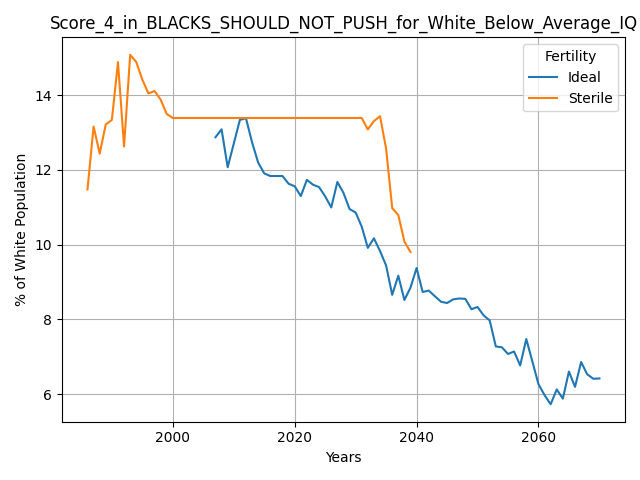 Score_4_in_BLACKS_SHOULD_NOT_PUSH_for_White_Below_Average_IQ
Fertility
Ideal
Sterile
% of White Population
14
12
10
8
6
2000
2020
2040
2060
Years